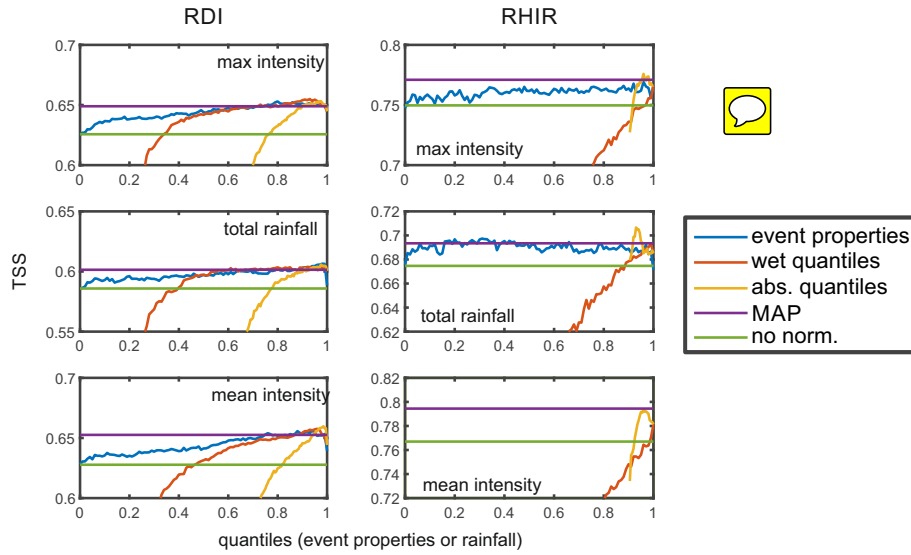 RDI
RHIR
0.7
0.65
0.6
max intensity
0 0.2 0.4 0.6 0.8 1
0.8
0.75
0.7
max intensity
0 0.2 0.4 0.6 0.8 1
TSS
0.65
0.6
0.55
total rainfall
0 0.2 0.4 0.6 0.8 1
0.72
0.7
0.68
0.66
0.64
0.62
total rainfall
0 0.2 0.4 0.6 0.8 1
0.7
0.65
0.6
mean intensity
0 0.2 0.4 0.6 0.8 1
0.82
0.8
0.78
0.76
0.74
0.72
mean intensity
0 0.2 0.4 0.6 0.8 1
quantiles (event properties or rainfall)
event properties
wet quantiles
abs. quantiles
MAP
no norm.